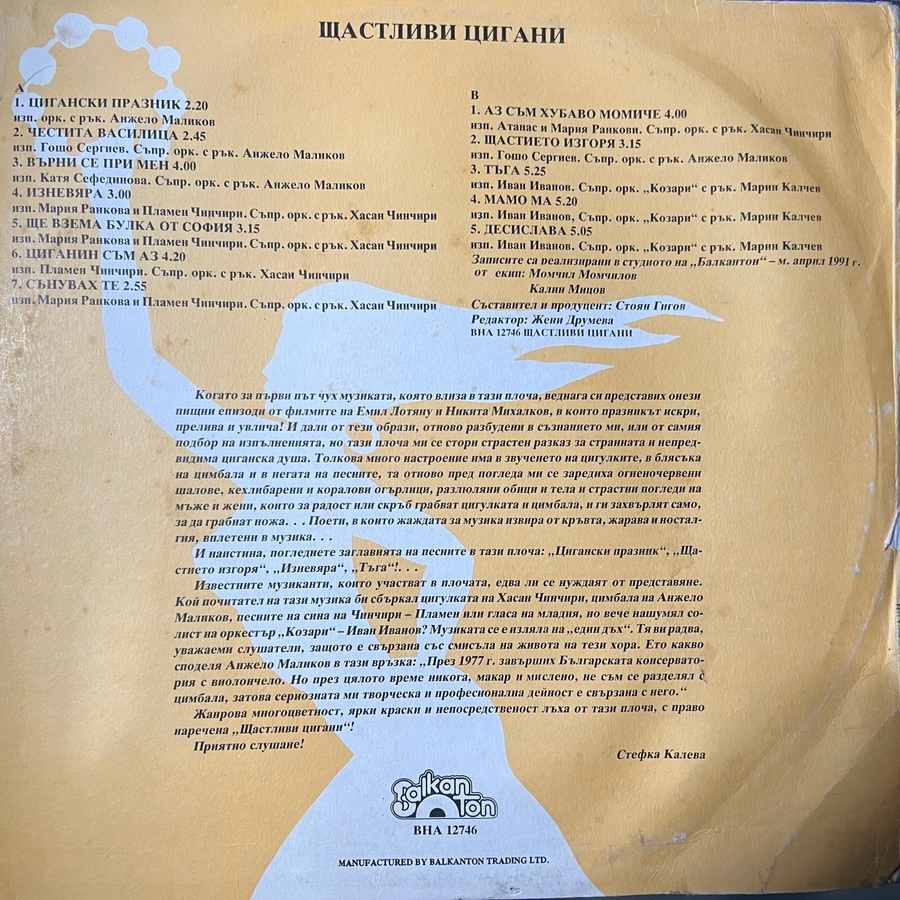 ЩАСТЛИВИ ЦИГАНИ
A
1. ЦИГАНСКИ ПРАЗНИК 2.20
изп. орк. с рък. Анжело Маликов
2. ЧЕСТИТА ВАСИЛИЦА 2.45
изп. Гошо Сергиев. Съпр. орк. с рък. Анжело Маликов
3. ВЪРНИ СЕ ПРИ МЕН 4.00
изп. Катя Сефединова. Съпр. орк. с рък. Анжело Маликов
4. ИЗНЕВЯРА 3.00
изп. Мария Ранкова и Пламен Чинчири. Съпр. орк. с рък. Хасан Чинчири
5. ЩЕ ВЗЕМА БУЛКА ОТ СОФИЯ 3.15
изп. Мария Ранкова и Пламен Чинчири. Съпр. орк. с рък. Хасан Чинчири
6. ЦИГАНИН СЪМ АЗ 4.20
изп. Пламен Чинчири. Съпр. орк. с рък. Хасан Чинчири
7. СЪНУВАХ ТЕ 2.55
изп. Мария Ранкова и Пламен Чинчири. Съпр. орк. с рък. Хасан Чинчири
B
1. АЗ СЪМ ХУБАВО МОМИЧЕ 4.00
изп. Атанас и Мария Ранкови. Съпр. орк. с рък. Хасан Чинчири
2. ЩАСТИЕТО ИЗГОРЯ 3.15
изп. Гошо Сергиев. Съпр. орк. с рък. Анжело Маликов
3. ТЪГА 5.25
изп. Иван Иванов. Съпр. орк. „Козари“ с рък. Марин Калчев
4. МАМО МА 5.20
изп. Иван Иванов, Съпр. орк. „Козари“ с рък. Марин Калчев
5. ДЕСИСЛАВА 5.05
изп. Иван Иванов. Съпр. орк. „Козари“ с рък. Марин Калчев
Записите са реализирани в студиото на „Балкантон“ – м. април 1991 г.
от екип: Момчил Момчилов
Калин Мицов
Съставител и продуцент: Стоян Гигов
Редактор: Жени Друмева
ВНА 12746 ЩАСТЛИВИ ЦИГАНИ
Когато за първи път чух музиката, която влиза в тази плоча, веднага си представих онези
пищни епизоди от филмите на Емил Лотяну и Никита Михалков, в които празникът искри,
прелива и увлича! И дали от тези образи, отново разбудени в съзнанието ми, или от самия
подбор на изпълненията, но тази плоча ми се стори страстен разказ за странната и непред-
видима циганска душа. Толкова много настроение има в звученето на цигулките, в блясъка
на цимбала и в негата на песните, та отново пред погледа ми се заредиха огненочервени
шалове, кехлибарени и коралови огърлици, разлюляни обици и тела и страстни погледи на
мъже и жени, които за радост или скръб грабват цигулката и цимбала, и ги захвърлят само,
за да грабнат ножа. . . Поети, в които жаждата за музика извира от кръвта, жарава и носталгия, вплетени в музика. . .
И наистина, погледнете заглавията на песните в тази плоча: „Цигански празник“, „Ща-
стието изгоря“, „Изневяра“, „Тъга“!. . .
Известните музиканти, които участват в плочата, едва ли се нуждаят от представяне.
Кой почитател на тази музика би сбъркал цигулката на Хасан Чинчири, цимбала на Анжело
Маликов, песните на сина на Чинчири – Пламен или гласа на младия, но вече нашумял со-
лист на оркестър „Козари“ – Иван Иванов? Музиката се е изляла на „един дъх“. Тя ви радва,
уважаеми слушатели, защото е свързана със смисъла на живота на тези хора. Ето какво
споделя Анжело Маликов в тази връзка: „През 1977 г. завърших Българската консервато-
рия с виолончело. Но през цялото време никога, макар и мислено, не съм се разделял с
цимбала, затова сериозната ми творческа и професионална дейност е свързана с него.“
Жанрова многоцветност, ярки краски и непосредственост лъха от тази плоча, с право
наречена „Щастливи цигани“!
Приятно слушане!
Стефка Калева
Balkanton
ВНА 12746
MANUFACTURED BY BALKANTON TRADING LTD.